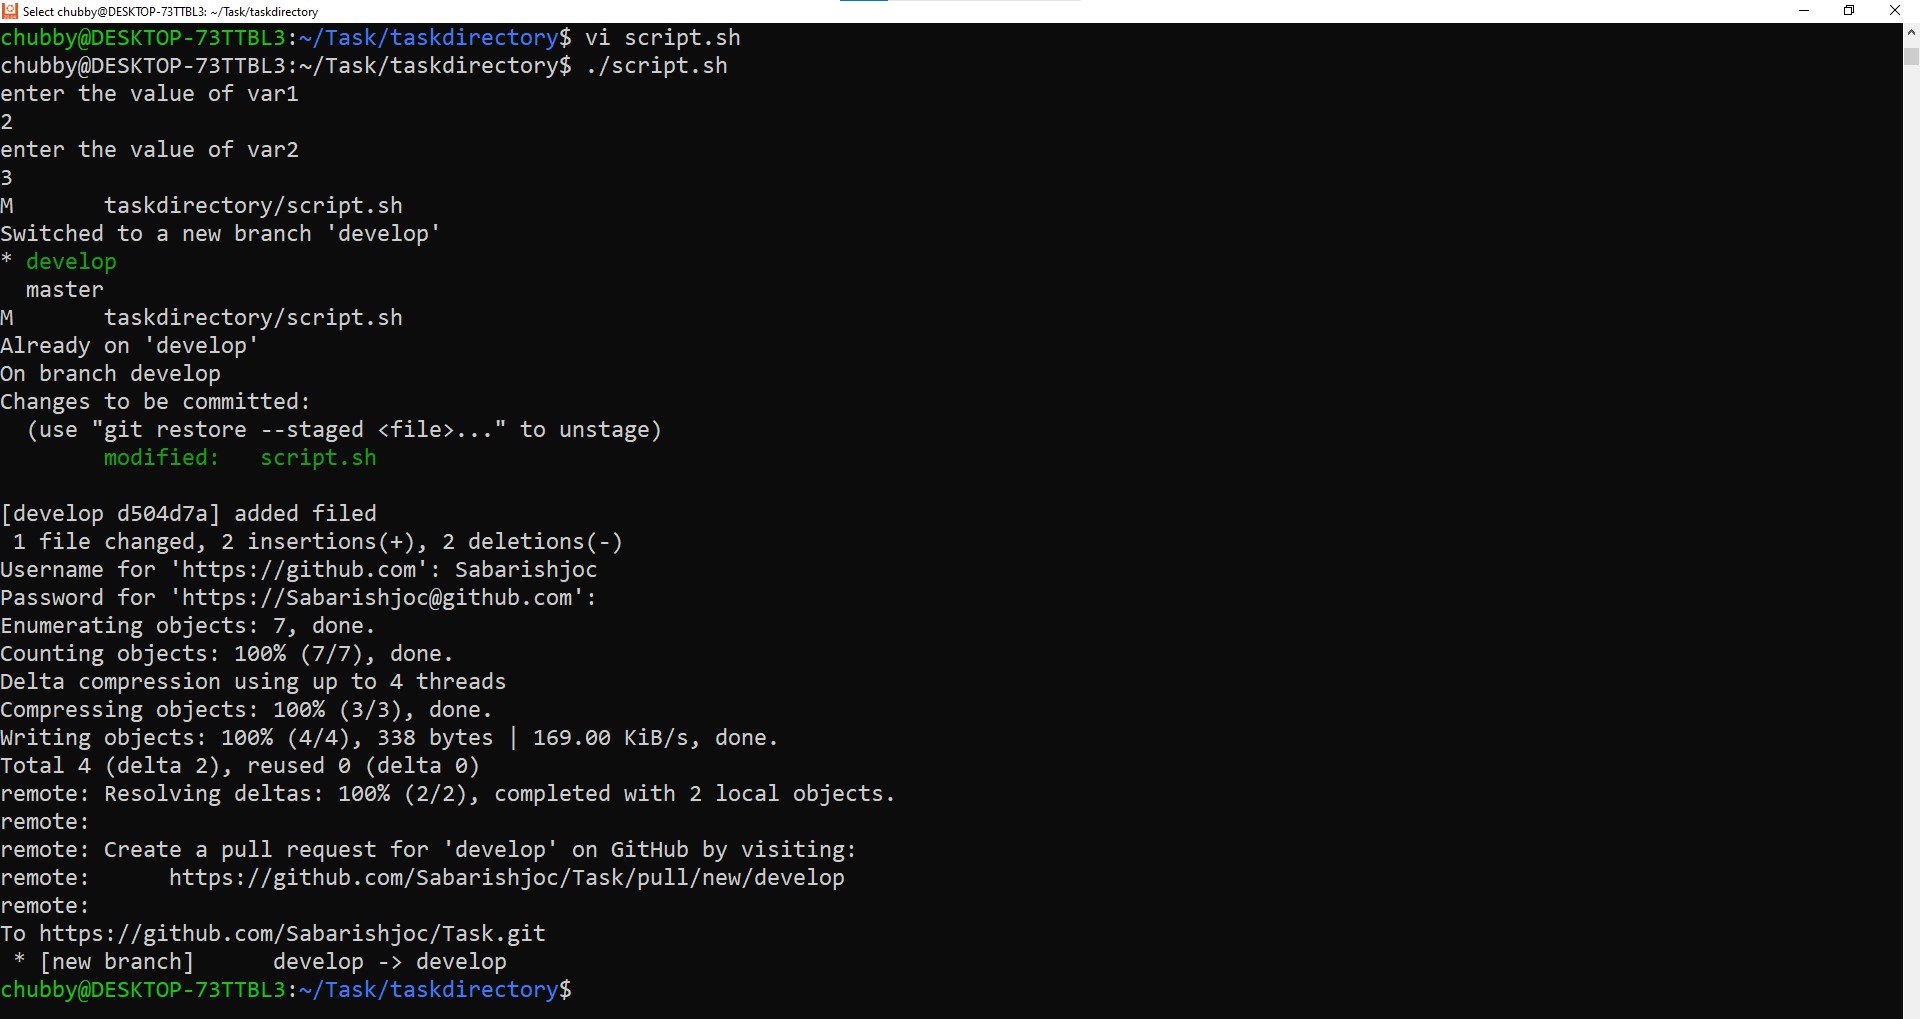 Select chubby@DESKTOP-73TTBL3: ~/Task/taskdirectory
chubby@DESKTOP-73TTBL3:~/Task/taskdirectory$ vi script.sh
chubby@DESKTOP-73TTBL3:~/Task/taskdirectory$ ./script.sh
enter the value of var1
2
enter the value of var2
3
M       taskdirectory/script.sh
Switched to a new branch 'develop'
* develop
  master
M       taskdirectory/script.sh
Already on 'develop'
On branch develop
Changes to be committed:
  (use "git restore --staged <file>..." to unstage)
        modified:   script.sh
[develop d504d7a] added filed
 1 file changed, 2 insertions(+), 2 deletions(-)
Username for 'https://github.com': Sabarishjoc
Password for 'https://Sabarishjoc@github.com':
Enumerating objects: 7, done.
Counting objects: 100% (7/7), done.
Delta compression using up to 4 threads
Compressing objects: 100% (3/3), done.
Writing objects: 100% (4/4), 338 bytes | 169.00 KiB/s, done.
Total 4 (delta 2), reused 0 (delta 0)
remote: Resolving deltas: 100% (2/2), completed with 2 local objects.
remote:
remote: Create a pull request for 'develop' on GitHub by visiting:
remote:      https://github.com/Sabarishjoc/Task/pull/new/develop
remote:
To https://github.com/Sabarishjoc/Task.git
 * [new branch]      develop -> develop
chubby@DESKTOP-73TTBL3:~/Task/taskdirectory$